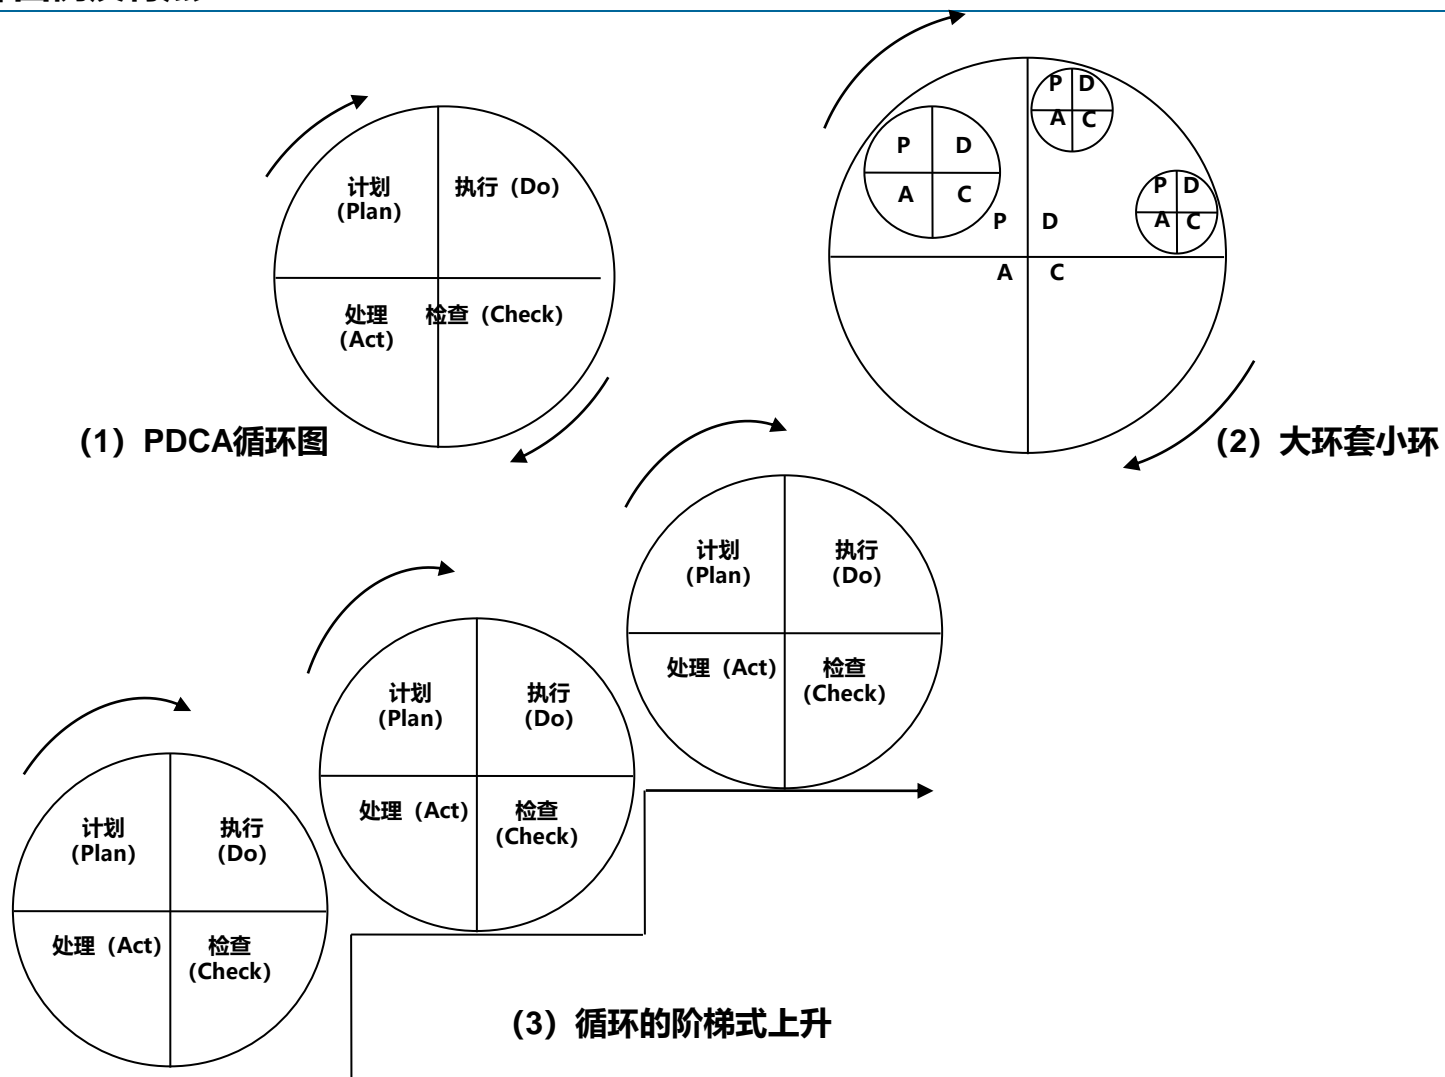 计划
(Plan)
执行（Do）
处理
(Act)
检查（Check）
（1）PDCA循环图
P D
A C
P D
A C
P D
A C
P D
A C
（2）大环套小环
计划
(Plan)
执行
(Do)
处理（Act）
检查
(Check)
计划
(Plan)
执行
(Do)
处理（Act）
检查
(Check)
计划
(Plan)
执行
(Do)
处理（Act）
检查
(Check)
（3）循环的阶梯式上升